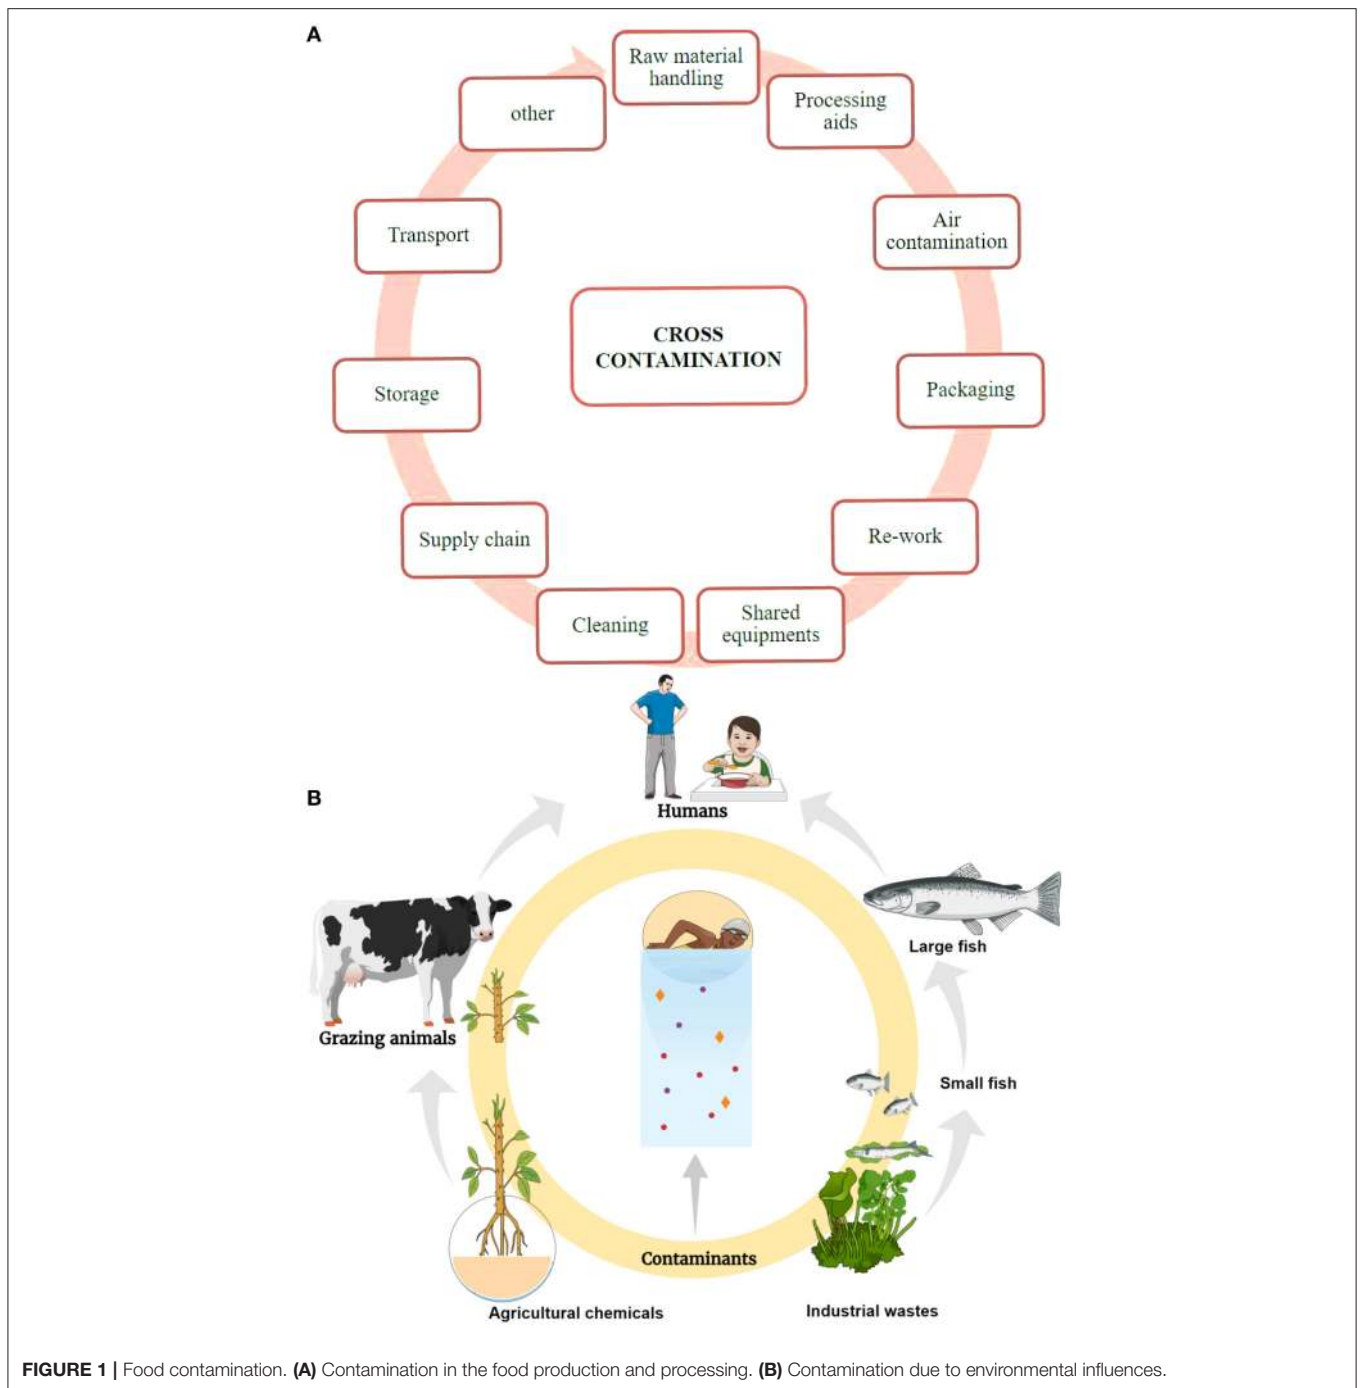 A
Raw material
handling
Processing
aids
Air
contamination
Packaging
Re-work
Shared
equipments
Cleaning
Supply chain
Storage
Transport
other
CROSS
CONTAMINATION
B
Humans
Large fish
Small fish
Grazing animals
Contaminants
Agricultural chemicals
Industrial wastes
FIGURE 1 | Food contamination. (A) Contamination in the food production and processing. (B) Contamination due to environmental influences.